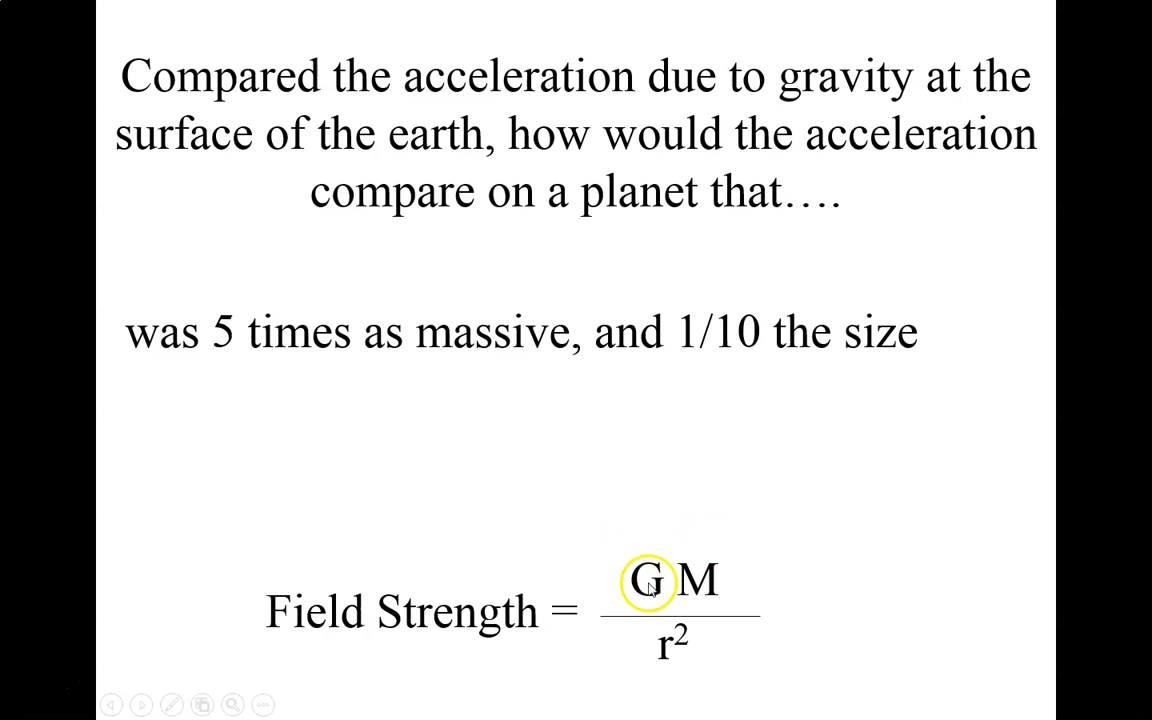 Compared the acceleration due to gravity at the
surface of the earth, how would the acceleration
compare on a planet that….
was 5 times as massive, and 1/10 the size
Field Strength = G M
r²